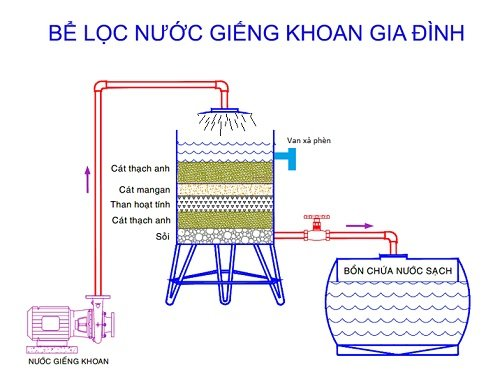 BỂ LỌC NƯỚC GIẾNG KHOAN GIA ĐÌNH
Van xả phèn
Cát thạch anh
Cát mangan
Than hoạt tính
Cát thạch anh
Sỏi
BỒN CHỨA NƯỚC SẠCH
NƯỚC GIẾNG KHOAN